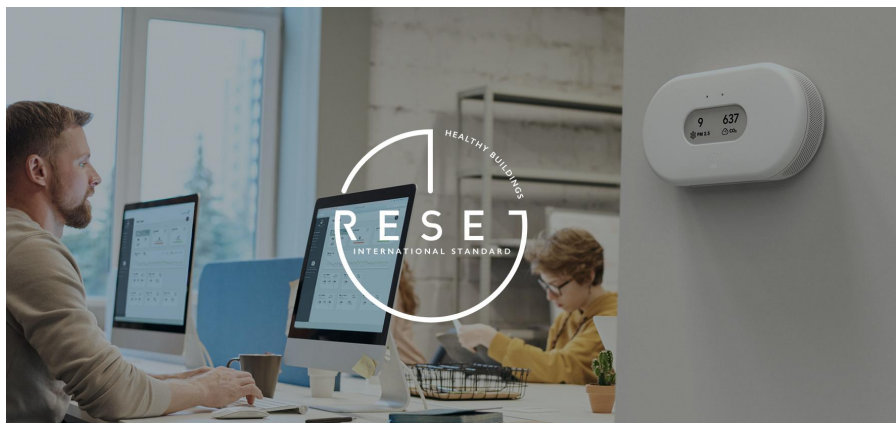 HEALTHY BUILDINGS
RESET
INTERNATIONAL STANDARD
9 637
PM 2.5 CO₂